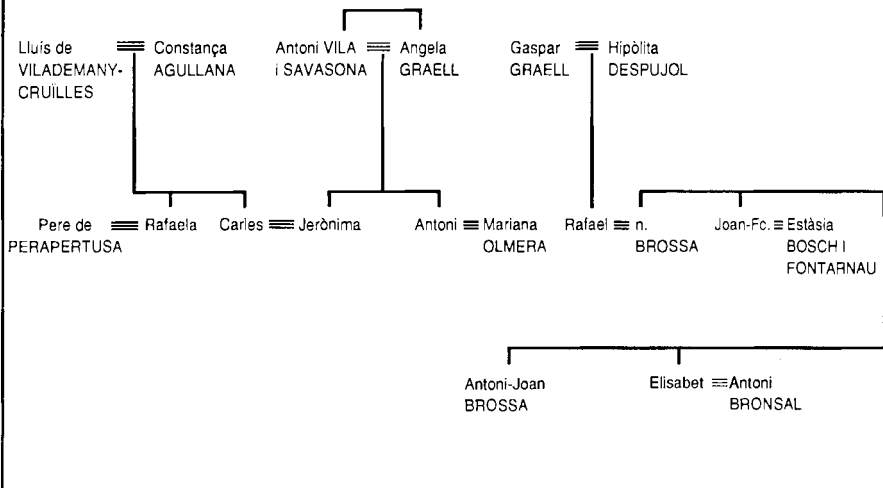 Lluís de
VILADEMANY-
CRUÏLLES
Constança
AGULLANA
Antoni VILA
i SAVASONA
Angela
GRAELL
Gaspar
GRAELL
Hipòlita
DESPUJOL
Pere de
PERAPERTUSA
Rafaela
Carles
Jerònima
Antoni
Mariana
OLMERA
Rafael
n.
BROSSA
Joan-Fc.
Estàsia
BOSCH I
FONTARNAU
Antoni-Joan
BROSSA
Elisabet
Antoni
BRONSAL